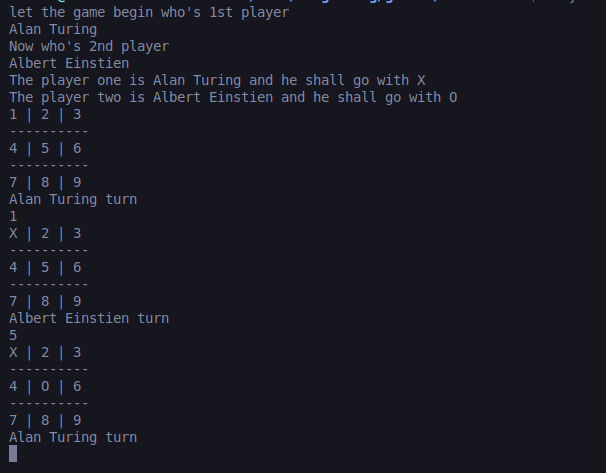 let the game begin who's 1st player
Alan Turing
Now who's 2nd player
Albert Einstien
The player one is Alan Turing and he shall go with X
The player two is Albert Einstien and he shall go with O
1 | 2 | 3
----------
4 | 5 | 6
----------
7 | 8 | 9
Alan Turing turn
1
X | 2 | 3
----------
4 | 5 | 6
----------
7 | 8 | 9
Albert Einstien turn
5
X | 2 | 3
----------
4 | O | 6
----------
7 | 8 | 9
Alan Turing turn